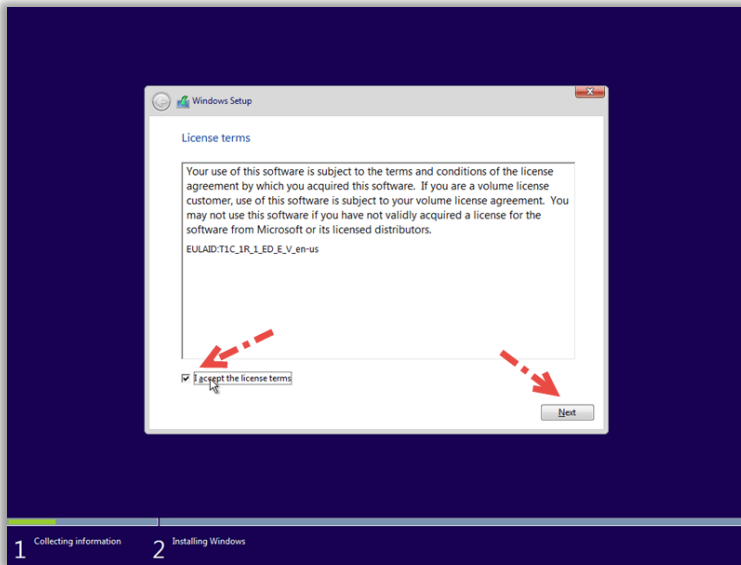 Windows Setup
License terms
Your use of this software is subject to the terms and conditions of the license
agreement by which you acquired this software. If you are a volume license
customer, use of this software is subject to your volume license agreement. You
may not use this software if you have not validly acquired a license for the
software from Microsoft or its licensed distributors.
EULAID:T1C_1R_1_ED_E_V_en-us
I accept the license terms
Next
1 Collecting information 2 Installing Windows